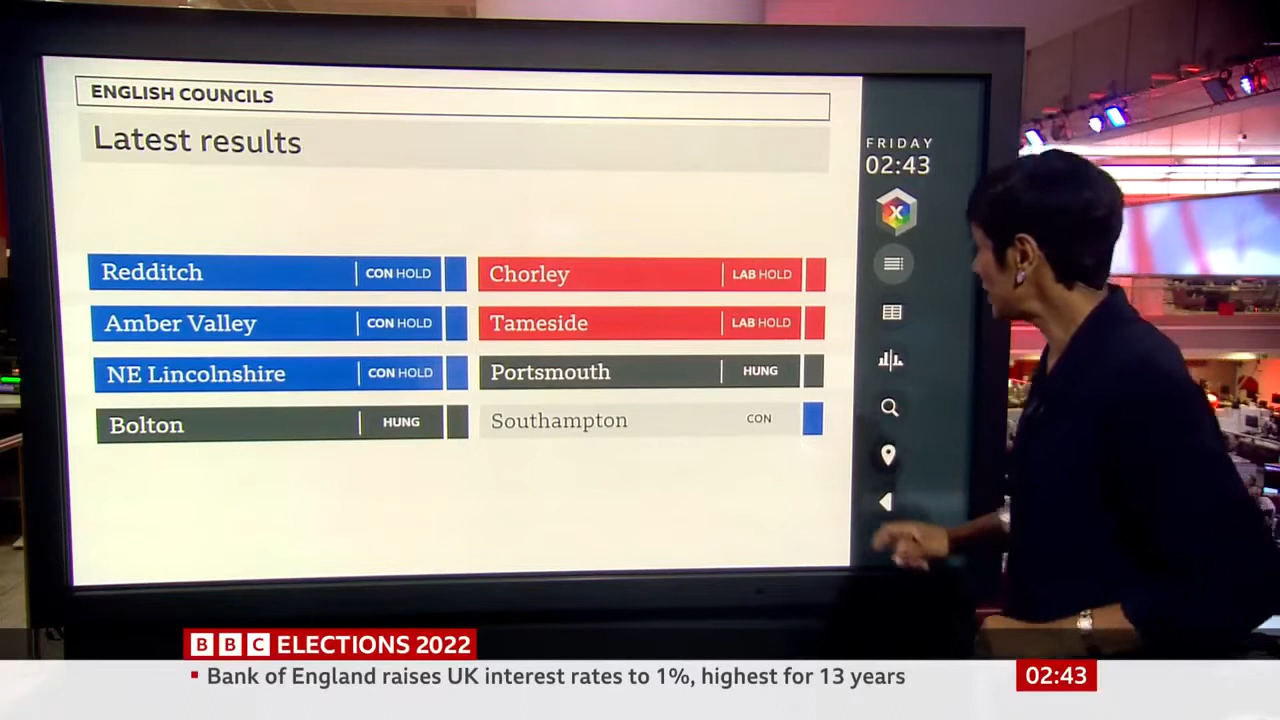 ENGLISH COUNCILS
Latest results
FRIDAY
02:43
X
Redditch CON HOLD
Chorley LAB HOLD
Amber Valley CON HOLD
Tameside LAB HOLD
NE Lincolnshire CON HOLD
Portsmouth HUNG
Bolton HUNG
Southampton CON
BBC ELECTIONS 2022
Bank of England raises UK interest rates to 1%, highest for 13 years
02:43